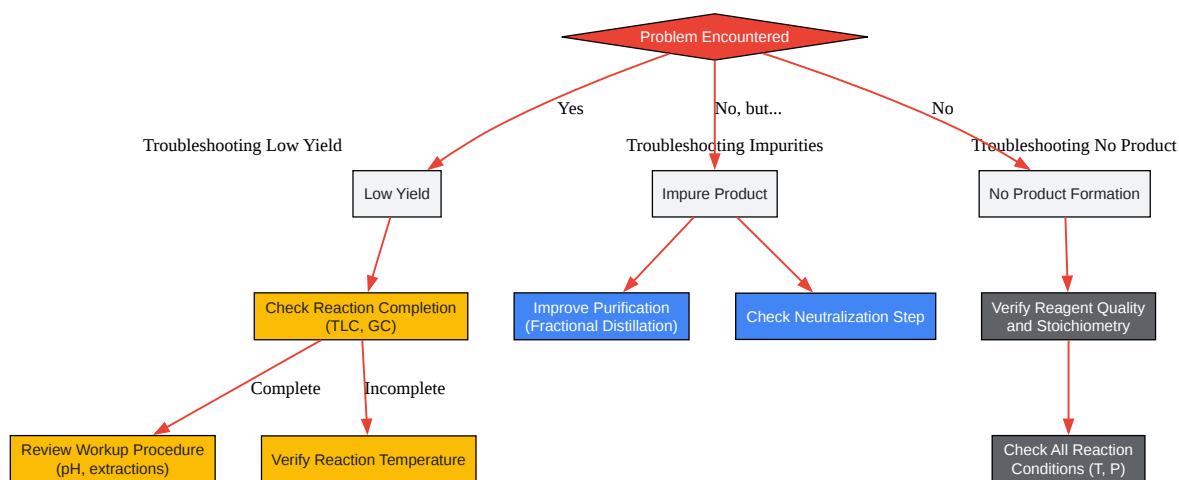 Problem Encountered
Yes
No, but...
No
Troubleshooting Low Yield
Troubleshooting Impurities
Troubleshooting No Product
Low Yield
Impure Product
No Product Formation
Check Reaction Completion
(TLC, GC)
Improve Purification
(Fractional Distillation)
Check Neutralization Step
Verify Reagent Quality
and Stoichiometry
Complete
Incomplete
Review Workup Procedure
(pH, extractions)
Verify Reaction Temperature
Check All Reaction
Conditions (T, P)